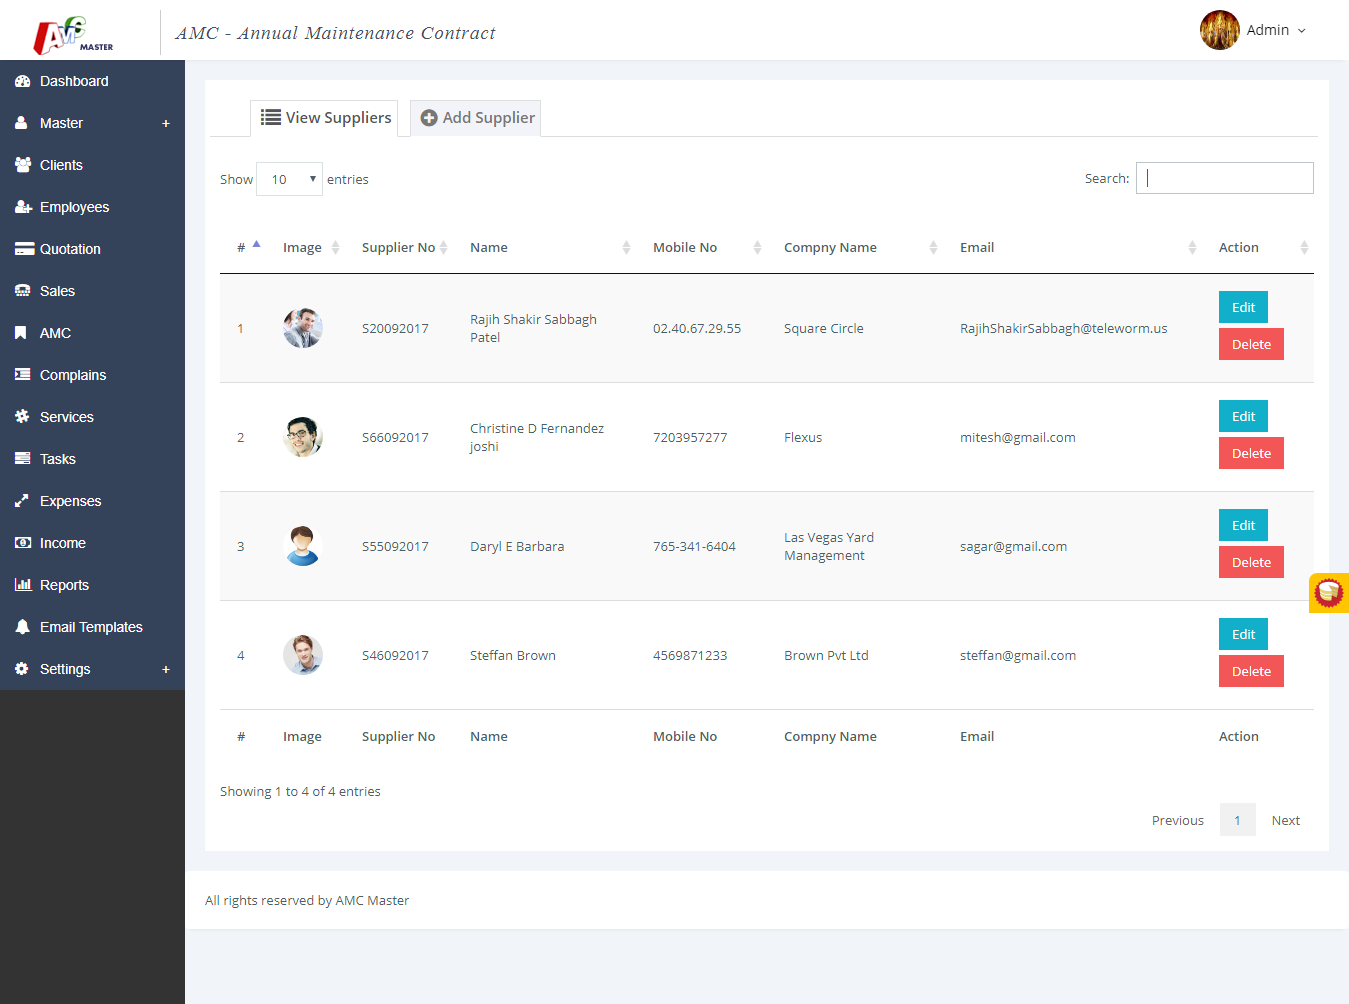 AMC MASTER
AMC - Annual Maintenance Contract
Admin
Dashboard
Master +
Clients
Employees
Quotation
Sales
AMC
Complains
Services
Tasks
Expenses
Income
Reports
Email Templates
Settings +
View Suppliers
Add Supplier
Show 10 entries
Search:
# Image Supplier No Name Mobile No Compny Name Email Action
1 S20092017 Rajih Shakir Sabbagh Patel 02.40.67.29.55 Square Circle RajihShakirSabbagh@teleworm.us Edit Delete
2 S66092017 Christine D Fernandez joshi 7203957277 Flexus mitesh@gmail.com Edit Delete
3 S55092017 Daryl E Barbara 765-341-6404 Las Vegas Yard Management sagar@gmail.com Edit Delete
4 S46092017 Steffan Brown 4569871233 Brown Pvt Ltd steffan@gmail.com Edit Delete
# Image Supplier No Name Mobile No Compny Name Email Action
Showing 1 to 4 of 4 entries
Previous 1 Next
All rights reserved by AMC Master